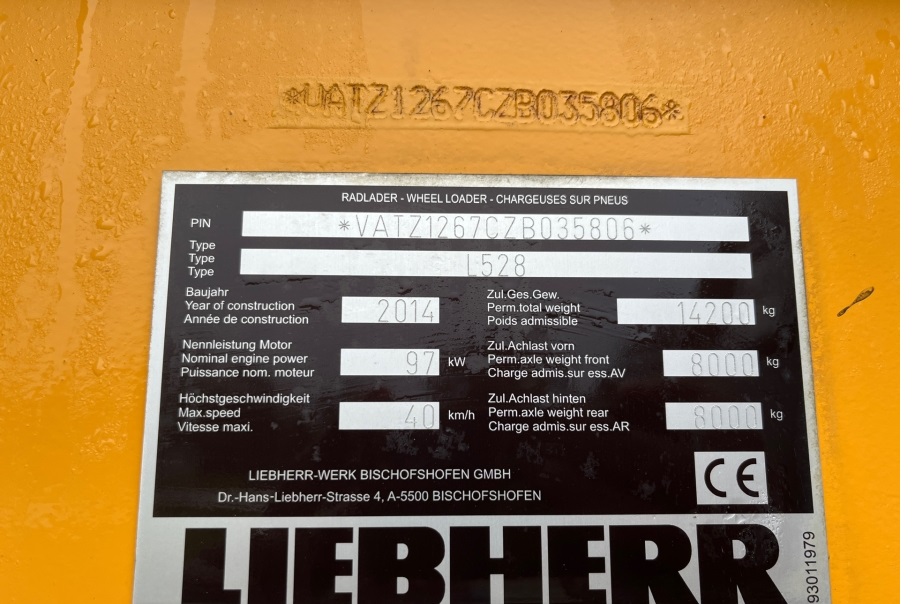 *VATZ1267CZB035806*
RADLADER - WHEEL LOADER - CHARGEUSES SUR PNEUS
PIN *VATZ1267CZB035806*
Type
Type L528
Type
Baujahr
Year of construction 2014
Année de construction
Zul.Ges.Gew.
Perm.total weight 14200 kg
Poids admissible
Nennleistung Motor
Nominal engine power 97 kW
Puissance nom. moteur
Zul.Achlast vorn
Perm.axle weight front 8000 kg
Charge admis.sur ess.AV
Höchstgeschwindigkeit
Max.speed 40 km/h
Vitesse maxi.
Zul.Achlast hinten
Perm.axle weight rear 8000 kg
Charge admis.sur ess.AR
LIEBHERR-WERK BISCHOFSHOFEN GMBH
Dr.-Hans-Liebherr-Strasse 4, A-5500 BISCHOFSHOFEN
CE
LIEBHERR
93011979